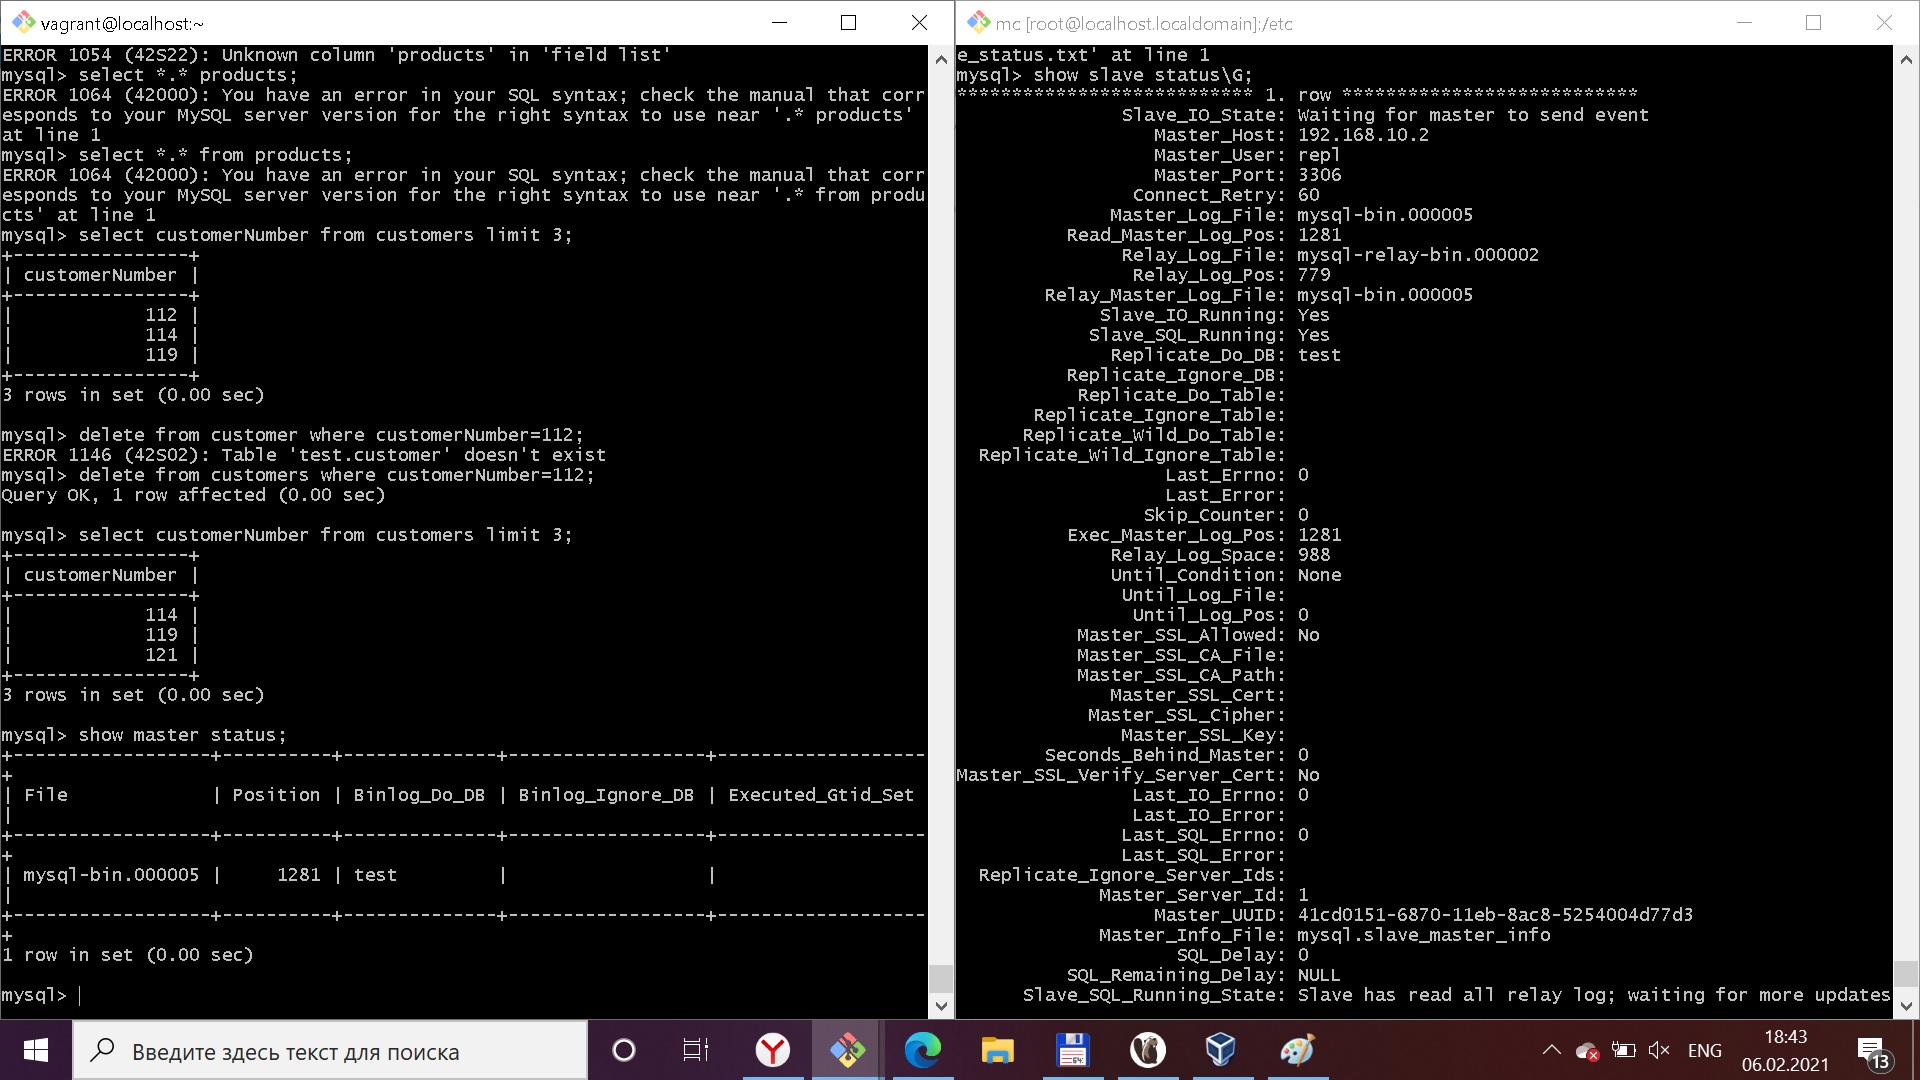 vagrant@localhost:~
ERROR 1054 (42S22): Unknown column 'products' in 'field list'
mysql> select *.* products;
ERROR 1064 (42000): You have an error in your SQL syntax; check the manual that corr
esponds to your MySQL server version for the right syntax to use near '.* products'
at line 1
mysql> select *.* from products;
ERROR 1064 (42000): You have an error in your SQL syntax; check the manual that corr
esponds to your MySQL server version for the right syntax to use near '.* from produ
cts' at line 1
mysql> select customerNumber from customers limit 3;
+----------------+
| customerNumber |
+----------------+
|            112 |
|            114 |
|            119 |
+----------------+
3 rows in set (0.00 sec)
mysql> delete from customer where customerNumber=112;
ERROR 1146 (42S02): Table 'test.customer' doesn't exist
mysql> delete from customers where customerNumber=112;
Query OK, 1 row affected (0.00 sec)
mysql> select customerNumber from customers limit 3;
+----------------+
| customerNumber |
+----------------+
|            114 |
|            119 |
|            121 |
+----------------+
3 rows in set (0.00 sec)
mysql> show master status;
+------------------+----------+--------------+------------------+-------------------
+
| File             | Position | Binlog_Do_DB | Binlog_Ignore_DB | Executed_Gtid_Set
|
+------------------+----------+--------------+------------------+-------------------
+
| mysql-bin.000005 |     1281 | test         |                  |
|
+------------------+----------+--------------+------------------+-------------------
+
1 row in set (0.00 sec)
mysql>
mc [root@localhost.localdomain]:/etc
e_status.txt' at line 1
mysql> show slave status\G;
*************************** 1. row ***************************
Slave_IO_State: Waiting for master to send event
Master_Host: 192.168.10.2
Master_User: repl
Master_Port: 3306
Connect_Retry: 60
Master_Log_File: mysql-bin.000005
Read_Master_Log_Pos: 1281
Relay_Log_File: mysql-relay-bin.000002
Relay_Log_Pos: 779
Relay_Master_Log_File: mysql-bin.000005
Slave_IO_Running: Yes
Slave_SQL_Running: Yes
Replicate_Do_DB: test
Replicate_Ignore_DB:
Replicate_Do_Table:
Replicate_Ignore_Table:
Replicate_Wild_Do_Table:
Replicate_Wild_Ignore_Table:
Last_Errno: 0
Last_Error:
Skip_Counter: 0
Exec_Master_Log_Pos: 1281
Relay_Log_Space: 988
Until_Condition: None
Until_Log_File:
Until_Log_Pos: 0
Master_SSL_Allowed: No
Master_SSL_CA_File:
Master_SSL_CA_Path:
Master_SSL_Cert:
Master_SSL_Cipher:
Master_SSL_Key:
Seconds_Behind_Master: 0
Master_SSL_Verify_Server_Cert: No
Last_IO_Errno: 0
Last_IO_Error:
Last_SQL_Errno: 0
Last_SQL_Error:
Replicate_Ignore_Server_Ids:
Master_Server_Id: 1
Master_UUID: 41cd0151-6870-11eb-8ac8-5254004d77d3
Master_Info_File: mysql.slave_master_info
SQL_Delay: 0
SQL_Remaining_Delay: NULL
Slave_SQL_Running_State: Slave has read all relay log; waiting for more updates
Введите здесь текст для поиска
64
ENG
18:43
06.02.2021
13